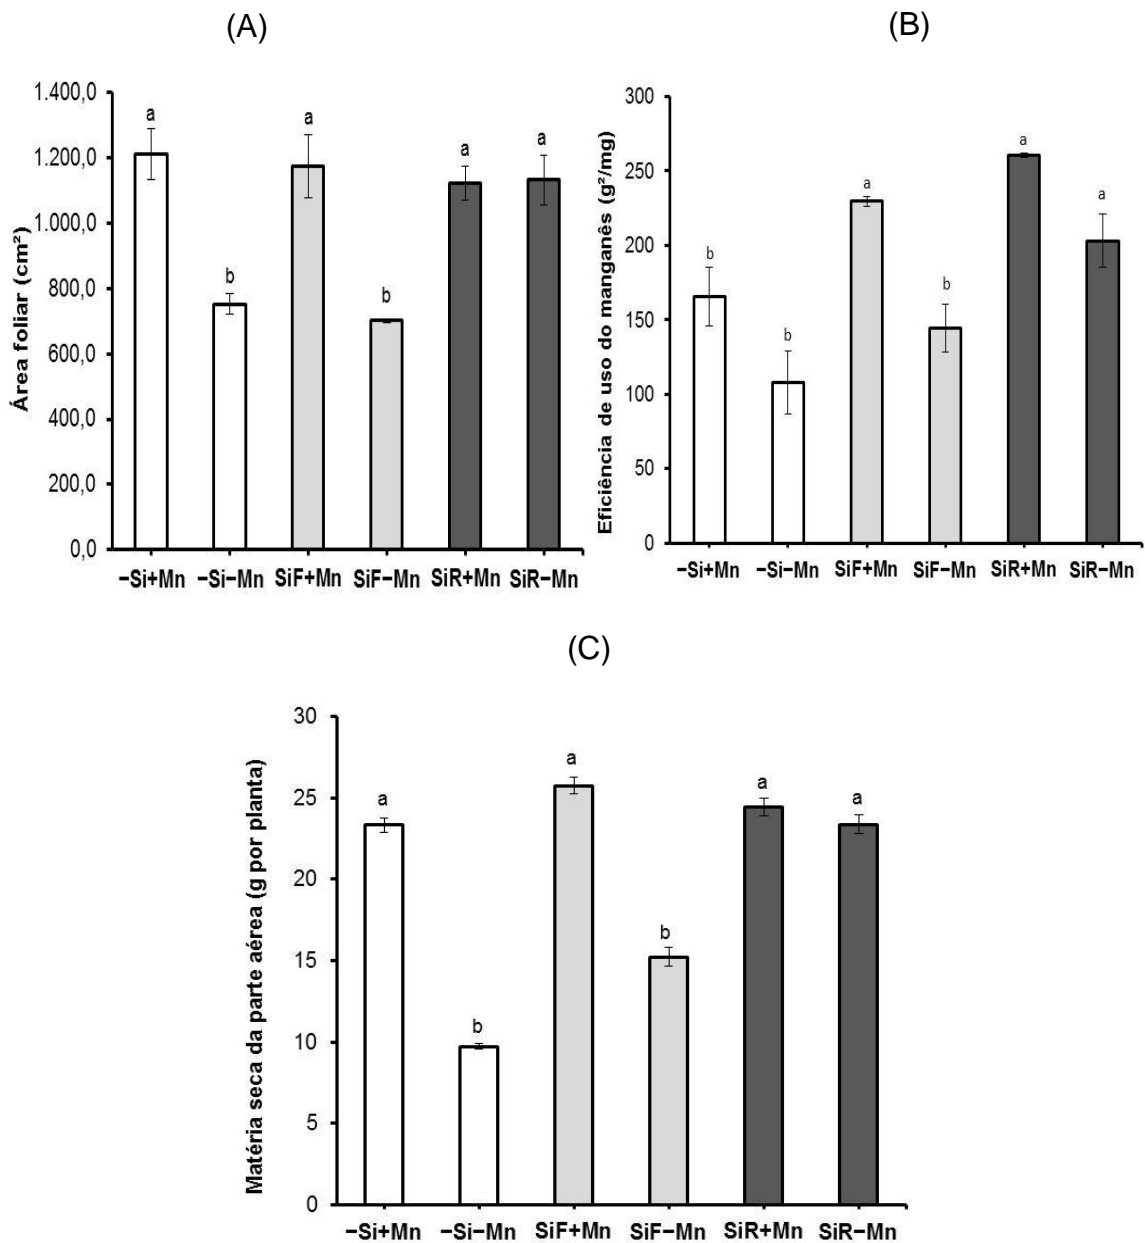 (A)
Área foliar (cm²)
1.400,0
1.200,0
1.000,0
800,0
600,0
400,0
200,0
0,0
a
b
a
b
a
a
−Si+Mn −Si−Mn SiF+Mn SiF−Mn SiR+Mn SiR−Mn
(B)
Eficiência de uso do manganês (g²/mg)
300
250
200
150
100
50
0
b
b
a
b
a
a
−Si+Mn −Si−Mn SiF+Mn SiF−Mn SiR+Mn SiR−Mn
(C)
Matéria seca da parte aérea (g por planta)
30
25
20
15
10
5
0
a
b
a
b
a
a
−Si+Mn −Si−Mn SiF+Mn SiF−Mn SiR+Mn SiR−Mn